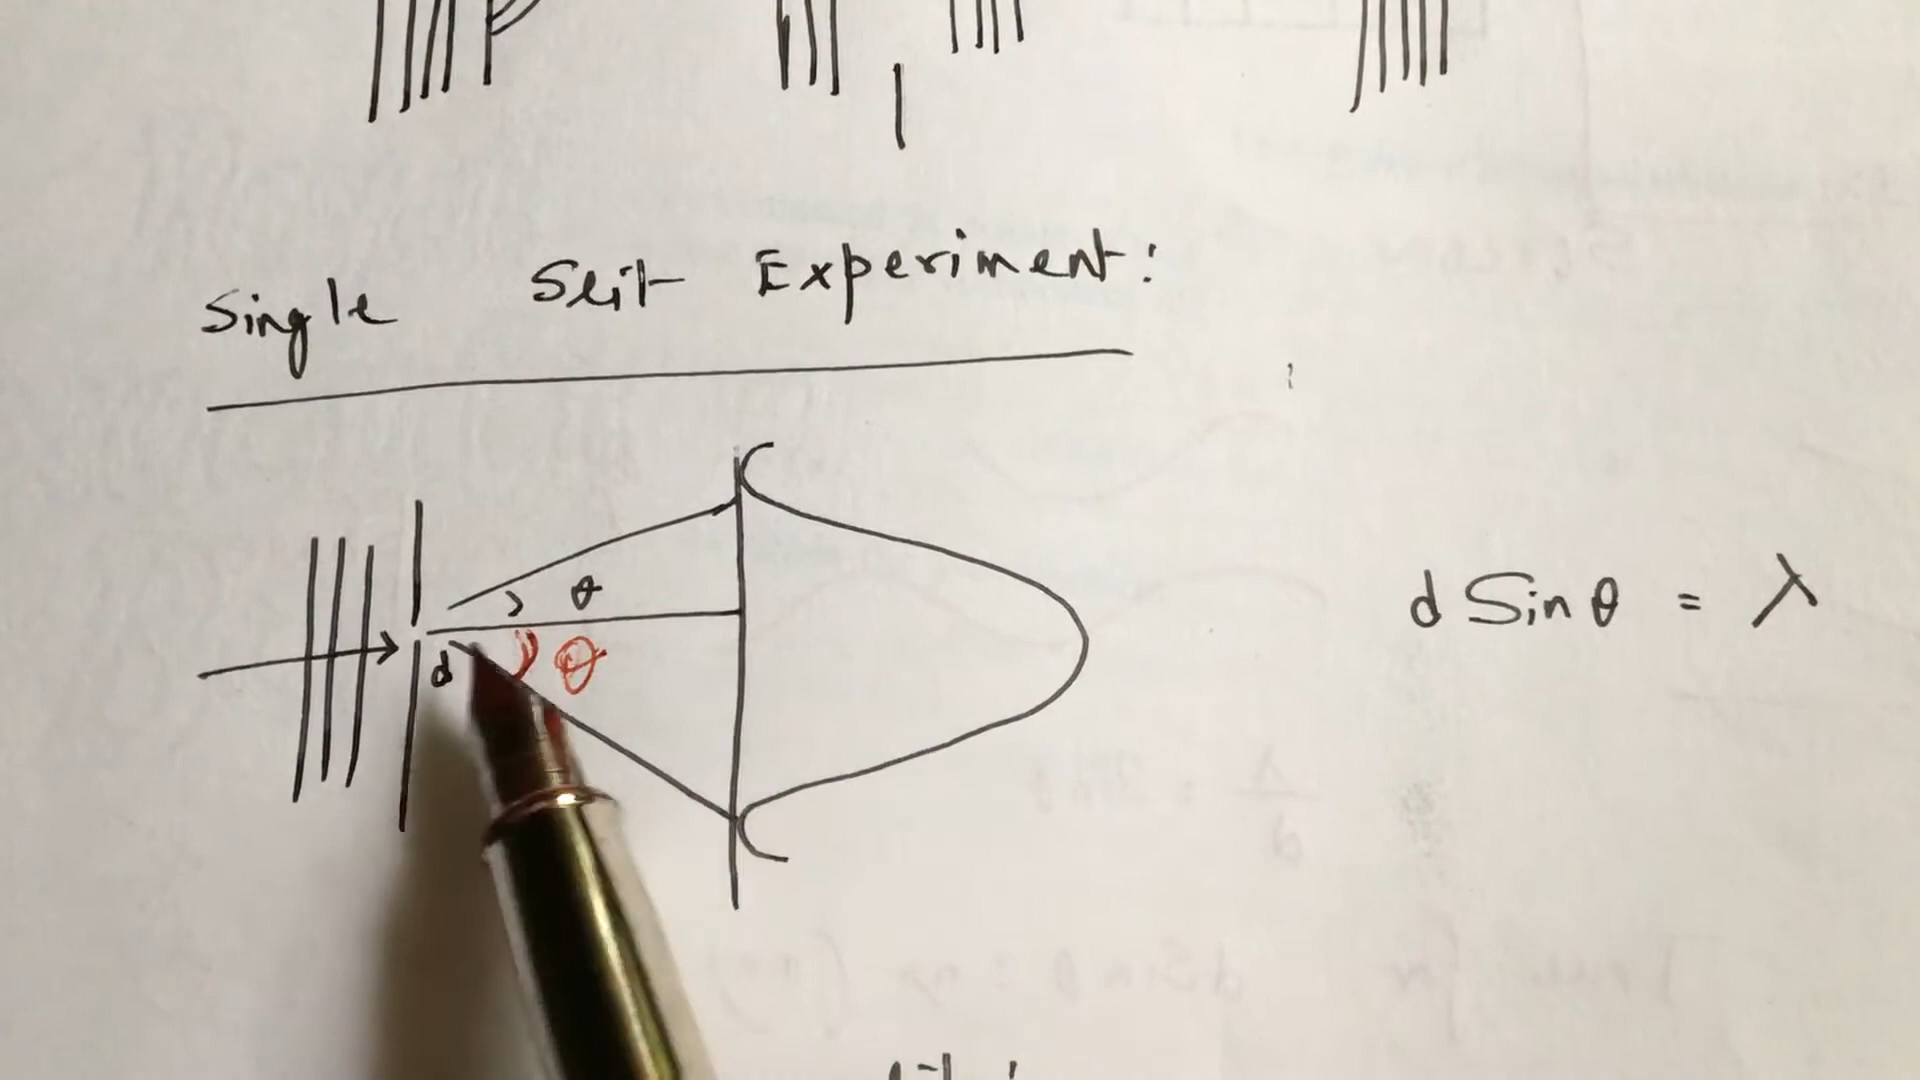 Single Slit Experiment:
θ
d Sin θ = λ
d
θ